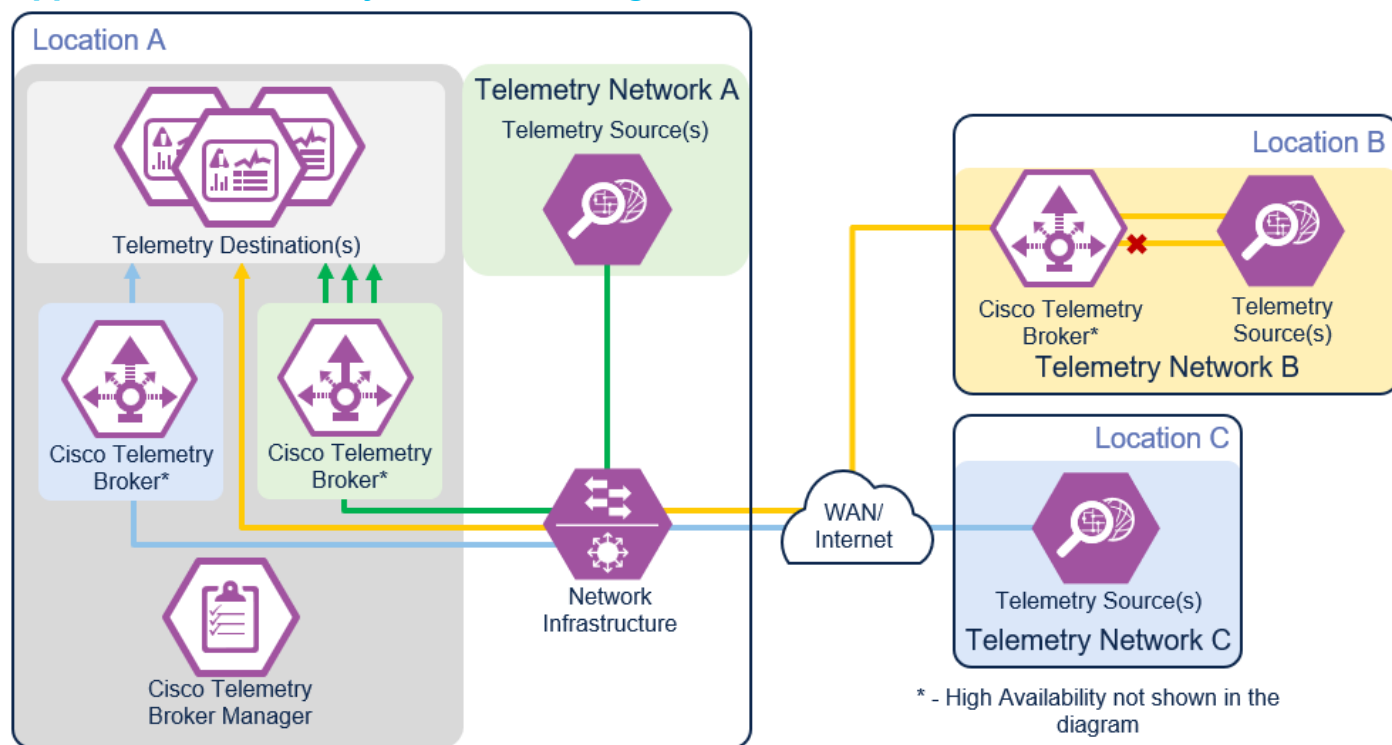 Location A
Telemetry Destination(s)
Cisco Telemetry
Broker*
Cisco Telemetry
Broker*
Cisco Telemetry
Broker Manager
Telemetry Network A
Telemetry Source(s)
Network
Infrastructure
WAN/
Internet
Location B
Cisco Telemetry
Broker*
Telemetry
Source(s)
Telemetry Network B
Location C
Telemetry Source(s)
Telemetry Network C
* - High Availability not shown in the
diagram